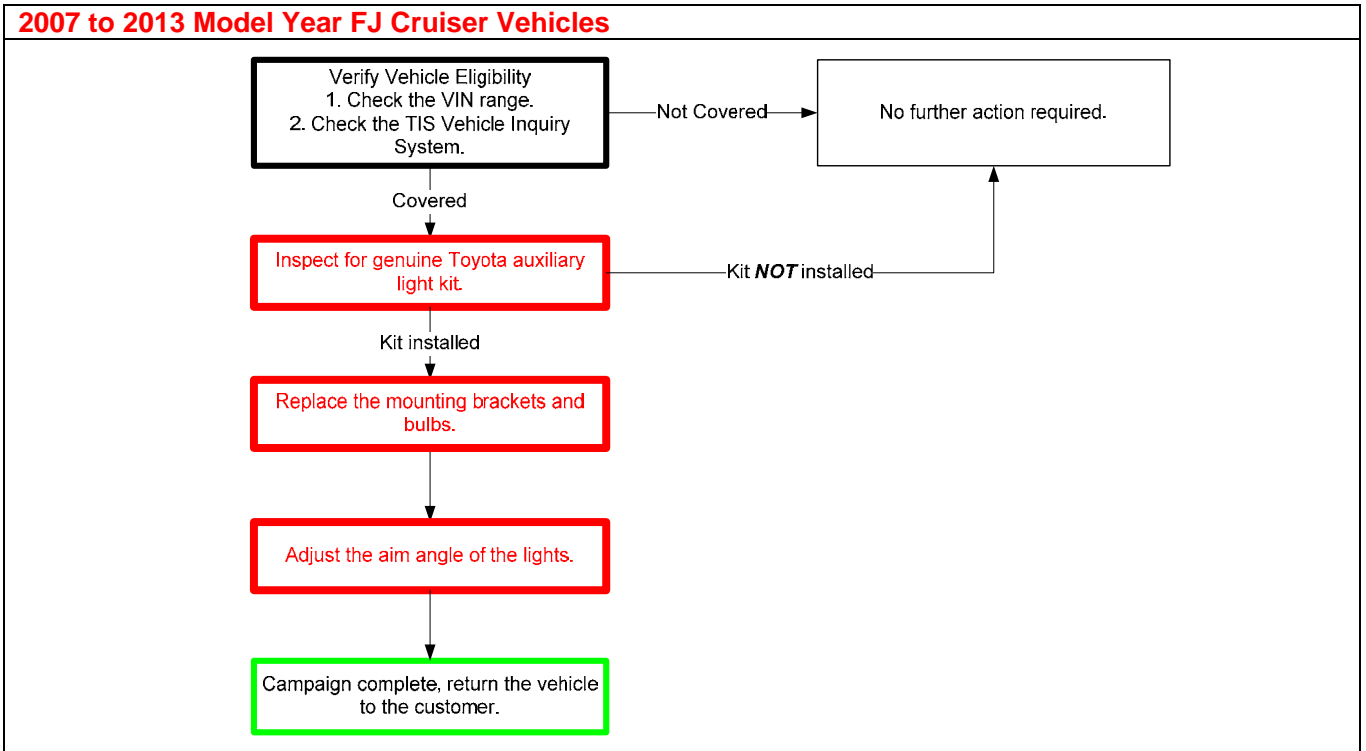 2007 to 2013 Model Year FJ Cruiser Vehicles
Verify Vehicle Eligibility
1. Check the VIN range.
2. Check the TIS Vehicle Inquiry
System.
Not Covered
No further action required.
Covered
Inspect for genuine Toyota auxiliary
light kit.
Kit NOT installed
Kit installed
Replace the mounting brackets and
bulbs.
Adjust the aim angle of the lights.
Campaign complete, return the vehicle
to the customer.